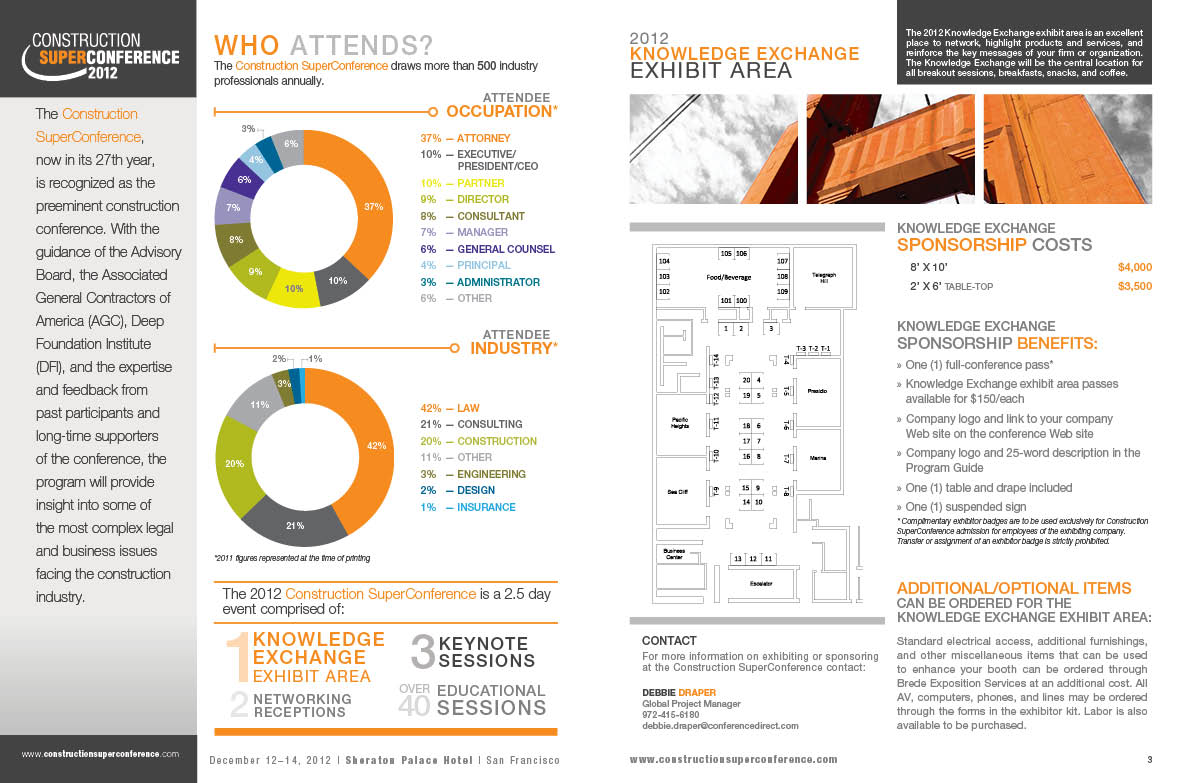 CONSTRUCTION
SUPERCONFERENCE
2012
The Construction
SuperConference,
now in its 27th year,
is recognized as the
preeminent construction
conference. With the
guidance of the Advisory
Board, the Associated
General Contractors of
America (AGC), Deep
Foundation Institute
(DFI), and the expertise
and feedback from
past participants and
long-time supporters
of the conference, the
program will provide
insight into some of
the most complex legal
and business issues
facing the construction
industry.
www.constructionsuperconference.com
WHO ATTENDS?
The Construction SuperConference draws more than 500 industry
professionals annually.
ATTENDEE
OCCUPATION*
3%
6%
4%
6%
7%
8%
9%
10%
10%
37%
37% — ATTORNEY
10% — EXECUTIVE/
PRESIDENT/CEO
10% — PARTNER
9% — DIRECTOR
8% — CONSULTANT
7% — MANAGER
6% — GENERAL COUNSEL
4% — PRINCIPAL
3% — ADMINISTRATOR
6% — OTHER
ATTENDEE
INDUSTRY*
2%
1%
3%
11%
20%
21%
42%
42% — LAW
21% — CONSULTING
20% — CONSTRUCTION
11% — OTHER
3% — ENGINEERING
2% — DESIGN
1% — INSURANCE
*2011 figures represented at the time of printing
The 2012 Construction SuperConference is a 2.5 day
event comprised of:
1 KNOWLEDGE
EXCHANGE
EXHIBIT AREA
2 NETWORKING
RECEPTIONS
3 KEYNOTE
SESSIONS
OVER
40 EDUCATIONAL
SESSIONS
December 12–14, 2012 | Sheraton Palace Hotel | San Francisco
2012
KNOWLEDGE EXCHANGE
EXHIBIT AREA
The 2012 Knowledge Exchange exhibit area is an excellent
place to network, highlight products and services, and
reinforce the key messages of your firm or organization.
The Knowledge Exchange will be the central location for
all breakout sessions, breakfasts, snacks, and coffee.
105 106
104
107
103
Food/Beverage
108
102
109
101 100
Telegraph
Hill
1 2 3
T-3 T-2 T-1
T-14
T-4
T-13
20 4
T-12
19 5
T-5
Presidio
Pacific
Heights
T-11
18 6
T-6
17 7
T-10
16 8
T-7
Marina
Sea Cliff
T-9
15 9
T-8
14 10
Business
Center
13 12 11
Escalator
CONTACT
For more information on exhibiting or sponsoring
at the Construction SuperConference contact:
DEBBIE DRAPER
Global Project Manager
972-415-6180
debbie.draper@conferencedirect.com
KNOWLEDGE EXCHANGE
SPONSORSHIP COSTS
8' X 10' $4,000
2' X 6' TABLE-TOP $3,500
KNOWLEDGE EXCHANGE
SPONSORSHIP BENEFITS:
» One (1) full-conference pass*
» Knowledge Exchange exhibit area passes
available for $150/each
» Company logo and link to your company
Web site on the conference Web site
» Company logo and 25-word description in the
Program Guide
» One (1) table and drape included
» One (1) suspended sign
* Complimentary exhibitor badges are to be used exclusively for Construction
SuperConference admission for employees of the exhibiting company.
Transfer or assignment of an exhibitor badge is strictly prohibited.
ADDITIONAL/OPTIONAL ITEMS
CAN BE ORDERED FOR THE
KNOWLEDGE EXCHANGE EXHIBIT AREA:
Standard electrical access, additional furnishings,
and other miscellaneous items that can be used
to enhance your booth can be ordered through
Brede Exposition Services at an additional cost. All
AV, computers, phones, and lines may be ordered
through the forms in the exhibitor kit. Labor is also
available to be purchased.
www.constructionsuperconference.com
3